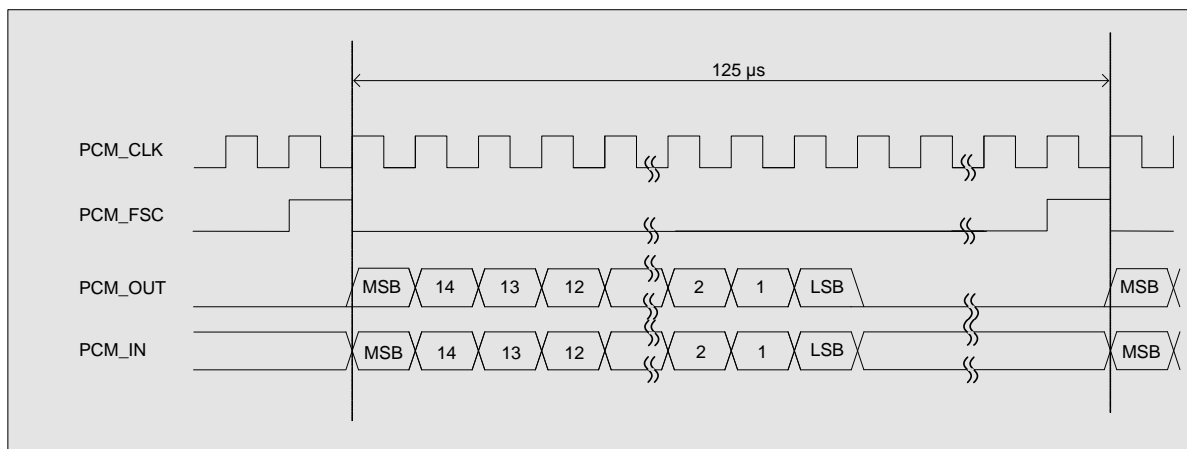 125 µs
PCM_CLK
PCM_FSC
PCM_OUT MSB 14 13 12 2 1 LSB MSB
PCM_IN MSB 14 13 12 2 1 LSB MSB